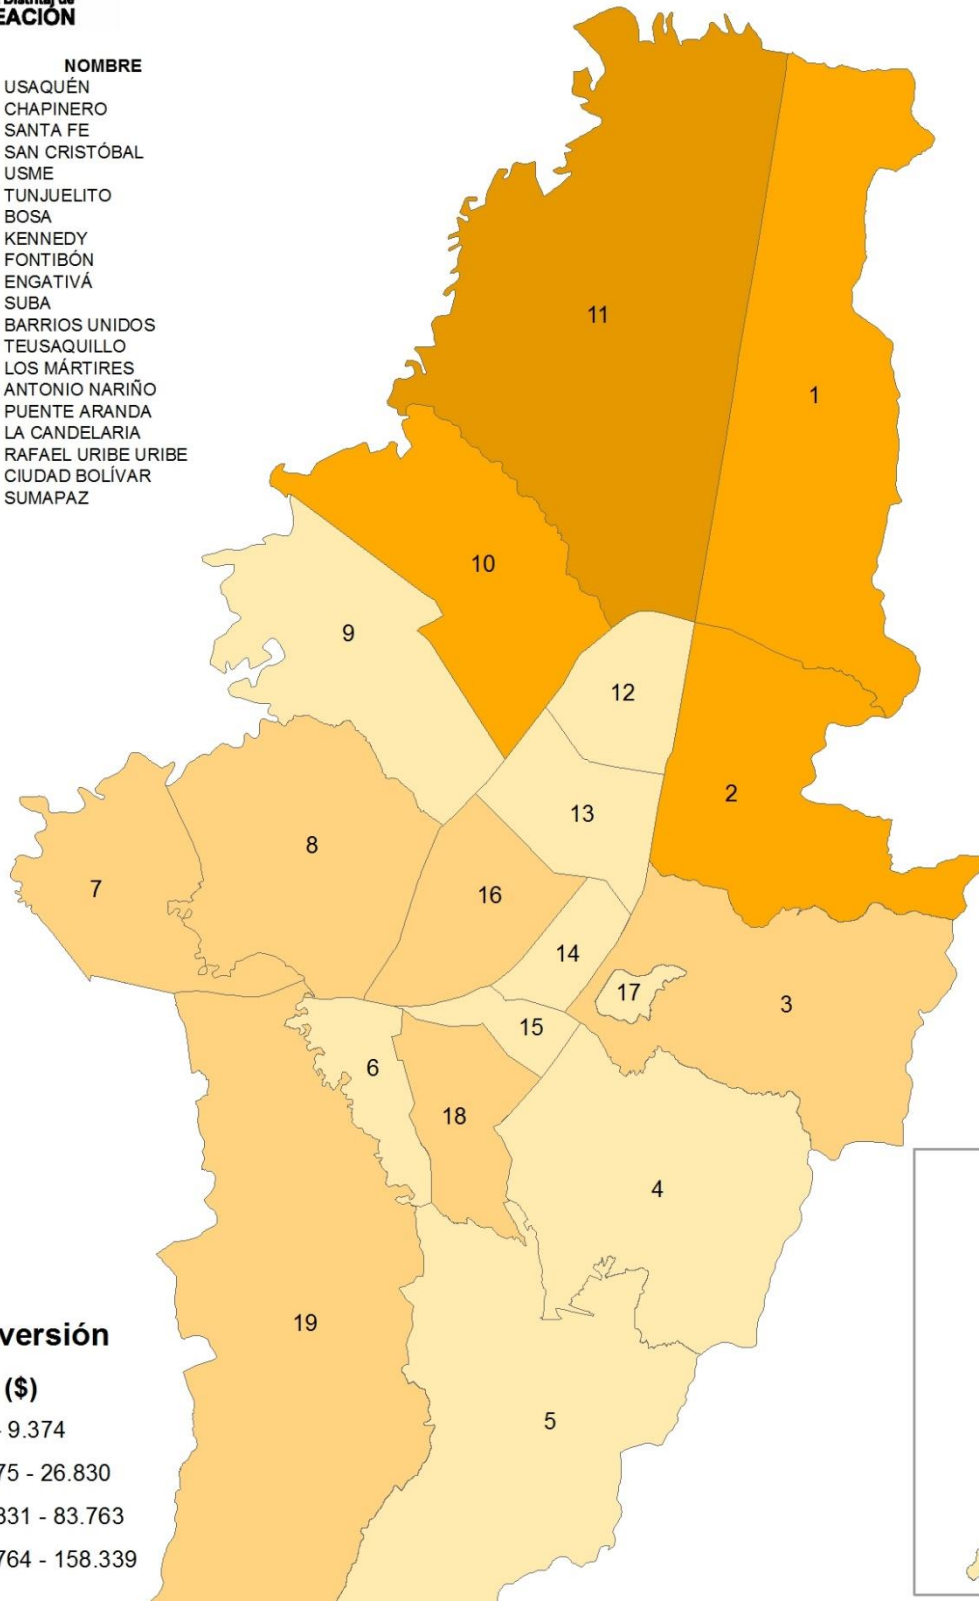 EACIÓN
NOMBRE
USAQUÉN
CHAPINERO
SANTA FE
SAN CRISTÓBAL
USME
TUNJUELITO
BOSA
KENNEDY
FONTIBÓN
ENGATIVÁ
SUBA
BARRIOS UNIDOS
TEUSAQUILLO
LOS MÁRTIRES
ANTONIO NARIÑO
PUENTE ARANDA
LA CANDELARIA
RAFAEL URIBE URIBE
CIUDAD BOLÍVAR
SUMAPAZ
11
1
10
9
12
2
13
8
7
16
14
17
3
15
6
18
4
19
5
versión
($)
- 9.374
75 - 26.830
831 - 83.763
764 - 158.339